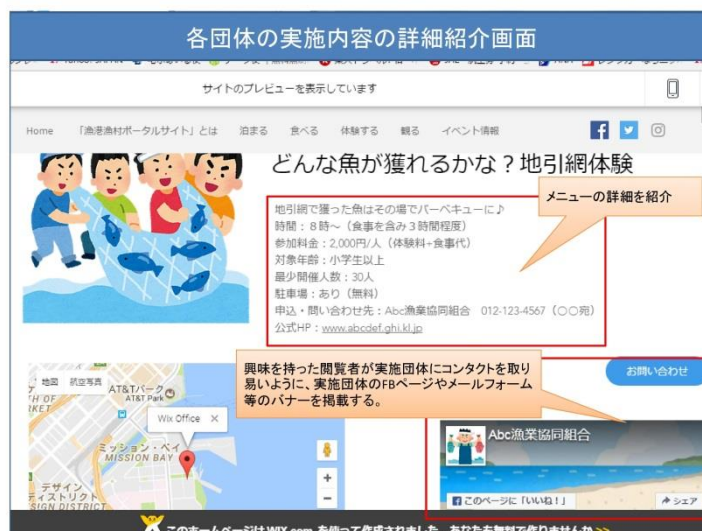 各団体の実施内容の詳細紹介画面
サイトのプレビューを表示しています
Home 「漁港漁村ポータルサイト」とは 泊まる 食べる 体験する 観る イベント情報
どんな魚が獲れるかな？地引網体験
メニューの詳細を紹介
地引網で獲った魚はその場でバーベキューに♪
時間：８時～（食事を含み３時間程度）
参加料金：2,000円/人（体験料+食事代）
対象年齢：小学生以上
最少開催人数：30人
駐車場：あり（無料）
申込・問い合わせ先：Abc漁業協同組合　012-123-4567（〇〇宛）
公式HP：www.abcdef.ghi.kl.jp
興味を持った閲覧者が実施団体にコンタクトを取り
易いように、実施団体のFBページやメールフォーム
等のバナーを掲載する。
お問い合わせ
地図 航空写真
AT&Tパーク
AT&T Park
Wix Office
ミッション・ベイ
MISSION BAY
デザイン
ディストリクト
SIGN DISTRICT
+
−
Abc漁業協同組合
このページに「いいね！」
シェア
このホームページは WIX.com を使って作成されました。あなたも無料で作りませんか >>